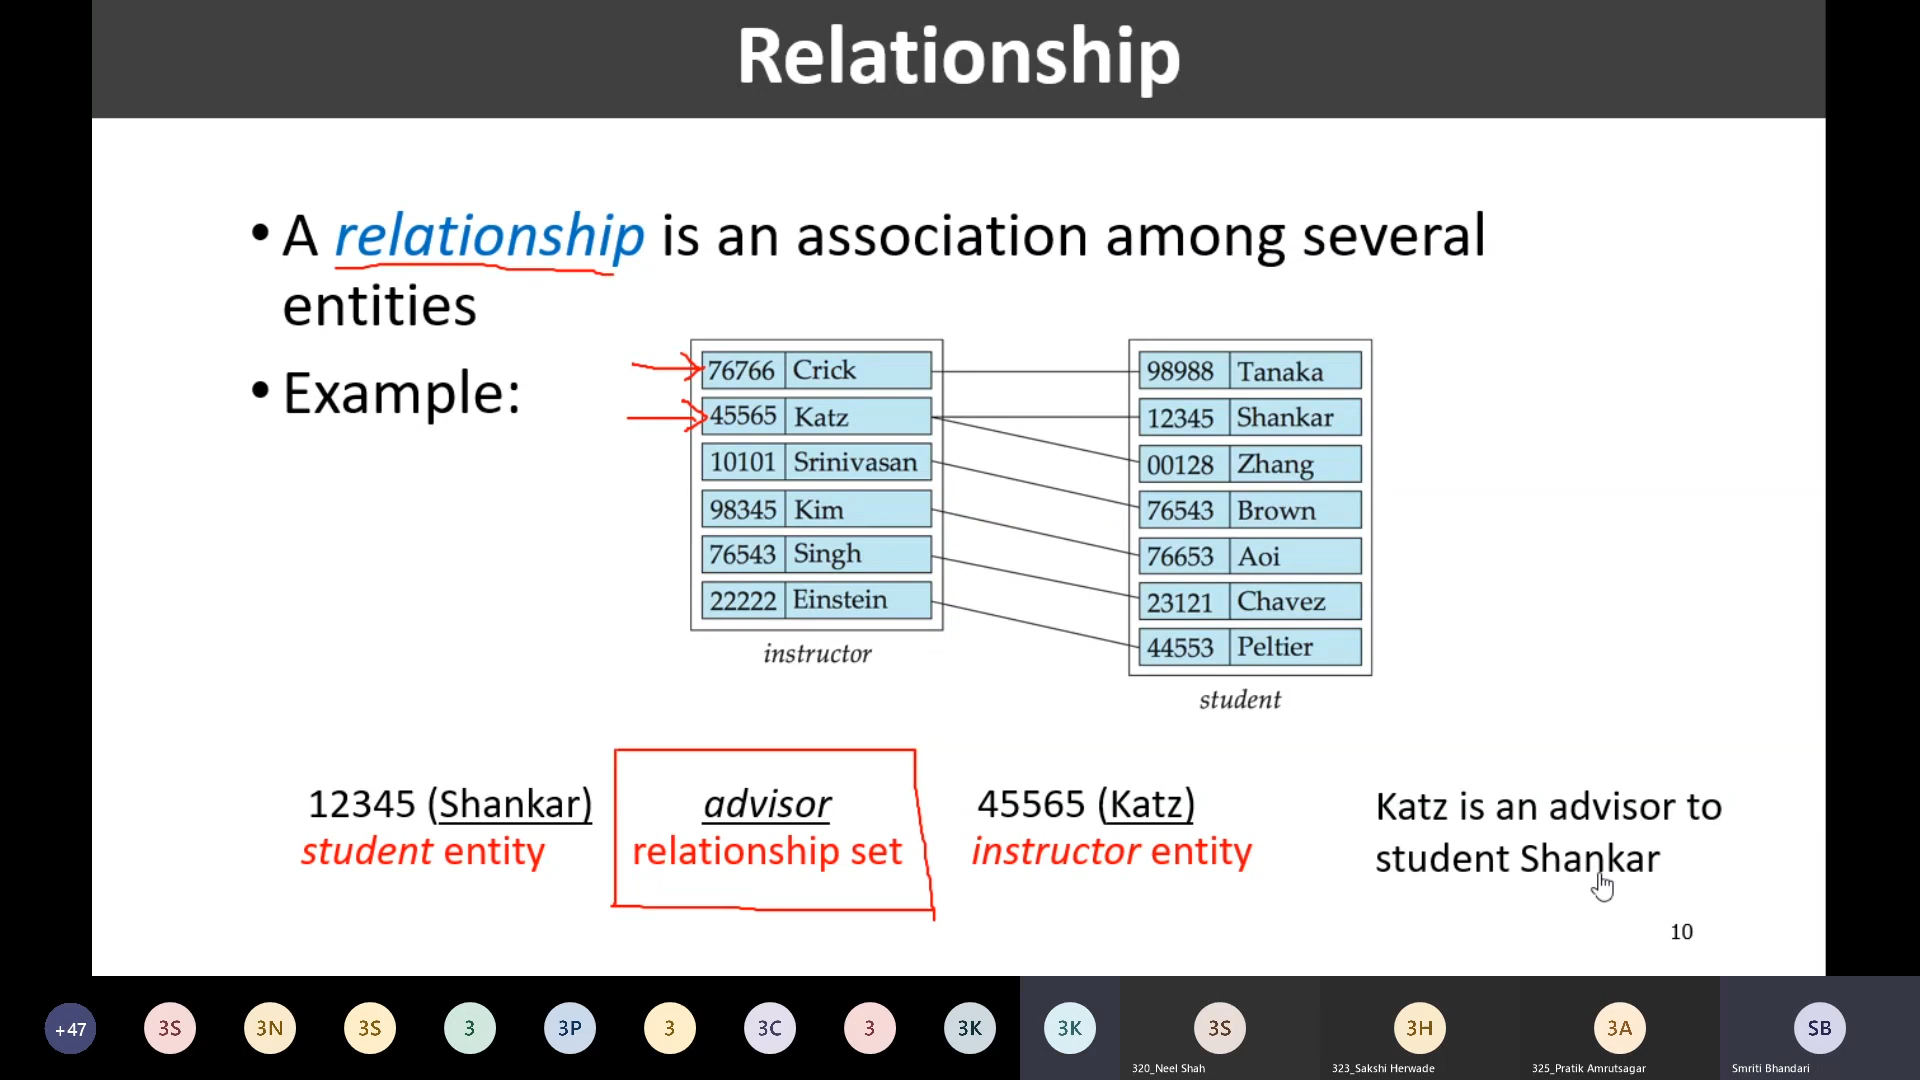 Relationship
• A relationship is an association among several
entities
• Example:
76766 Crick
45565 Katz
10101 Srinivasan
98345 Kim
76543 Singh
22222 Einstein
instructor
98988 Tanaka
12345 Shankar
00128 Zhang
76543 Brown
76653 Aoi
23121 Chavez
44553 Peltier
student
12345 (Shankar)
student entity
advisor
relationship set
45565 (Katz)
instructor entity
Katz is an advisor to
student Shankar
10
+47
3S
3N
3S
3
3P
3
3C
3
3K
3K
3S
320_Neel Shah
3H
323_Sakshi Herwade
3A
325_Pratik Amrutsagar
SB
Smriti Bhandari